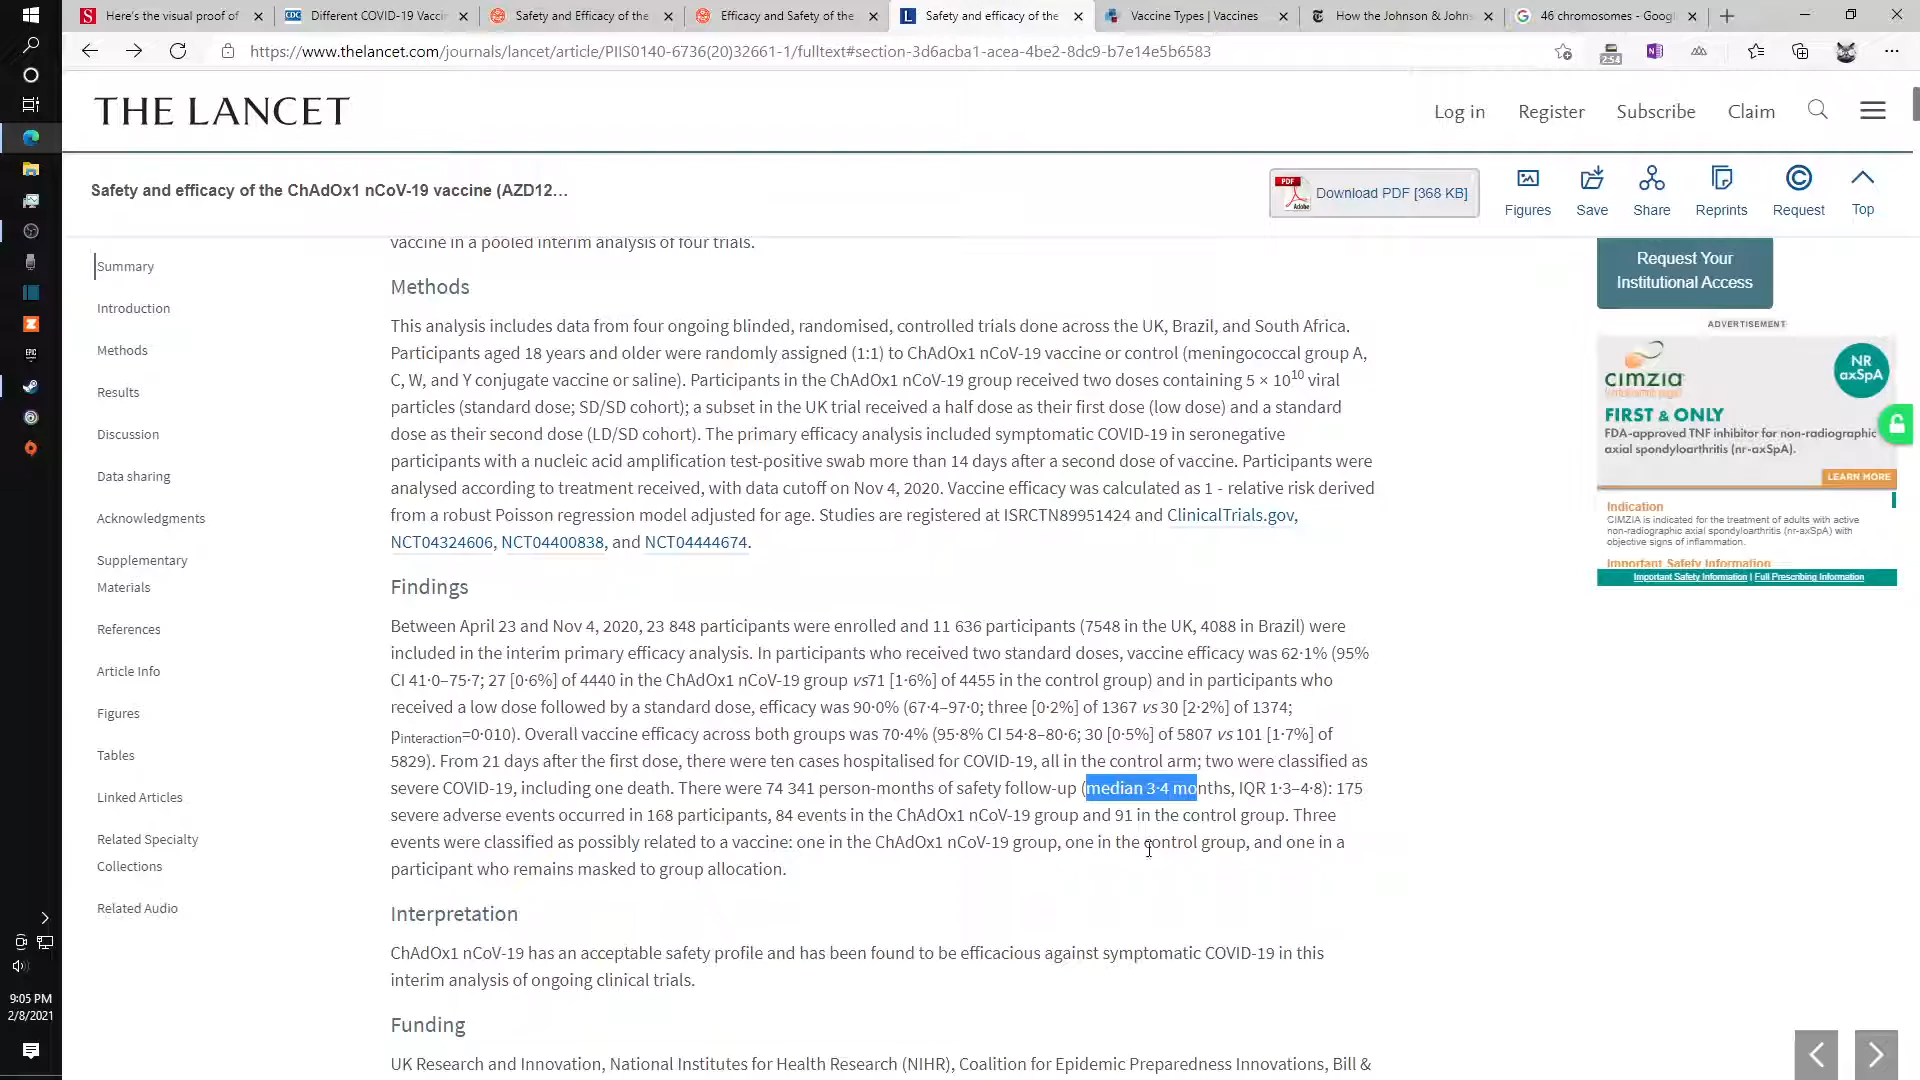 Here's the visual proof of
Different COVID-19 Vaccin
Safety and Efficacy of the
Efficacy and Safety of the
Safety and efficacy of the
Vaccine Types | Vaccines
How the Johnson & Johns
46 chromosomes - Googl
https://www.thelancet.com/journals/lancet/article/PIIS0140-6736(20)32661-1/fulltext#section-3d6acba1-acea-4be2-8dc9-b7e14e5b6583
2:54
THE LANCET
Log in
Register
Subscribe
Claim
Safety and efficacy of the ChAdOx1 nCoV-19 vaccine (AZD12…
PDF
Adobe
Download PDF [368 KB]
Figures
Save
Share
Reprints
Request
Top
Summary
Introduction
Methods
Results
Discussion
Data sharing
Acknowledgments
Supplementary
Materials
References
Article Info
Figures
Tables
Linked Articles
Related Specialty
Collections
Related Audio
vaccine in a pooled interim analysis of four trials.
Methods
This analysis includes data from four ongoing blinded, randomised, controlled trials done across the UK, Brazil, and South Africa.
Participants aged 18 years and older were randomly assigned (1:1) to ChAdOx1 nCoV-19 vaccine or control (meningococcal group A,
C, W, and Y conjugate vaccine or saline). Participants in the ChAdOx1 nCoV-19 group received two doses containing 5 × 10¹⁰ viral
particles (standard dose; SD/SD cohort); a subset in the UK trial received a half dose as their first dose (low dose) and a standard
dose as their second dose (LD/SD cohort). The primary efficacy analysis included symptomatic COVID-19 in seronegative
participants with a nucleic acid amplification test-positive swab more than 14 days after a second dose of vaccine. Participants were
analysed according to treatment received, with data cutoff on Nov 4, 2020. Vaccine efficacy was calculated as 1 - relative risk derived
from a robust Poisson regression model adjusted for age. Studies are registered at ISRCTN89951424 and ClinicalTrials.gov,
NCT04324606, NCT04400838, and NCT04444674.
Findings
Between April 23 and Nov 4, 2020, 23 848 participants were enrolled and 11 636 participants (7548 in the UK, 4088 in Brazil) were
included in the interim primary efficacy analysis. In participants who received two standard doses, vaccine efficacy was 62·1% (95%
CI 41·0–75·7; 27 [0·6%] of 4440 in the ChAdOx1 nCoV-19 group vs71 [1·6%] of 4455 in the control group) and in participants who
received a low dose followed by a standard dose, efficacy was 90·0% (67·4–97·0; three [0·2%] of 1367 vs 30 [2·2%] of 1374;
pinteraction=0·010). Overall vaccine efficacy across both groups was 70·4% (95·8% CI 54·8–80·6; 30 [0·5%] of 5807 vs 101 [1·7%] of
5829). From 21 days after the first dose, there were ten cases hospitalised for COVID-19, all in the control arm; two were classified as
severe COVID-19, including one death. There were 74 341 person-months of safety follow-up (median 3·4 months, IQR 1·3–4·8): 175
severe adverse events occurred in 168 participants, 84 events in the ChAdOx1 nCoV-19 group and 91 in the control group. Three
events were classified as possibly related to a vaccine: one in the ChAdOx1 nCoV-19 group, one in the control group, and one in a
participant who remains masked to group allocation.
Interpretation
ChAdOx1 nCoV-19 has an acceptable safety profile and has been found to be efficacious against symptomatic COVID-19 in this
interim analysis of ongoing clinical trials.
Funding
UK Research and Innovation, National Institutes for Health Research (NIHR), Coalition for Epidemic Preparedness Innovations, Bill &
Request Your
Institutional Access
ADVERTISEMENT
cimzia
NR
axSpA
FIRST & ONLY
FDA-approved TNF inhibitor for non-radiographic
axial spondyloarthritis (nr-axSpA).
LEARN MORE
Indication
CIMZIA is indicated for the treatment of adults with active
non-radiographic axial spondyloarthritis (nr-axSpA) with
objective signs of inflammation.
Important Safety Information
Important Safety Information | Full Prescribing Information
9:05 PM
2/8/2021